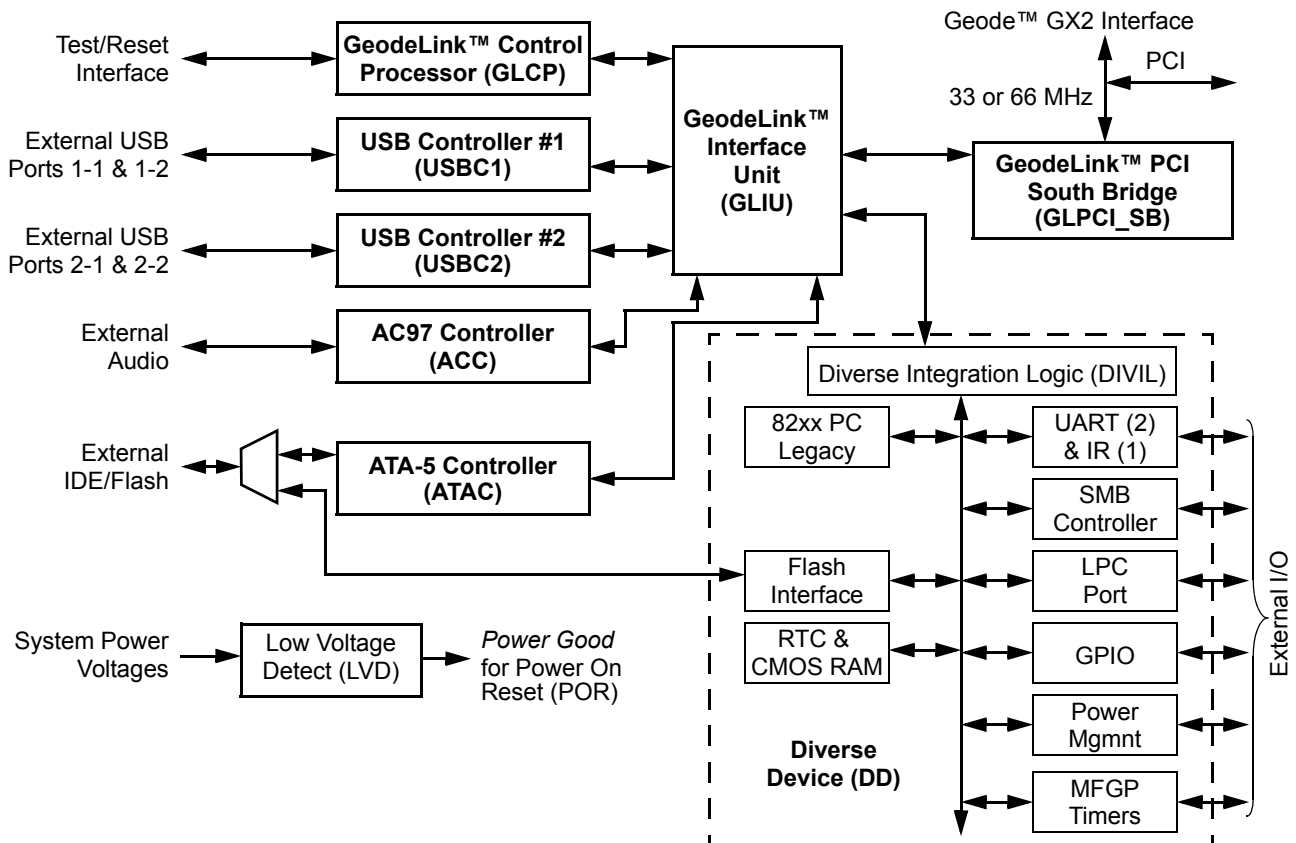 Test/Reset
Interface
GeodeLink™ Control
Processor (GLCP)
GeodeLink™
Interface
Unit
(GLIU)
Geode™ GX2 Interface
PCI
33 or 66 MHz
GeodeLink™ PCI
South Bridge
(GLPCI_SB)
External USB
Ports 1-1 & 1-2
USB Controller #1
(USBC1)
External USB
Ports 2-1 & 2-2
USB Controller #2
(USBC2)
External
Audio
AC97 Controller
(ACC)
External
IDE/Flash
ATA-5 Controller
(ATAC)
System Power
Voltages
Low Voltage
Detect (LVD)
Power Good
for Power On
Reset (POR)
Diverse Integration Logic (DIVIL)
82xx PC
Legacy
UART (2)
& IR (1)
SMB
Controller
Flash
Interface
LPC
Port
RTC &
CMOS RAM
GPIO
Power
Mgmnt
MFGP
Timers
Diverse
Device (DD)
External I/O